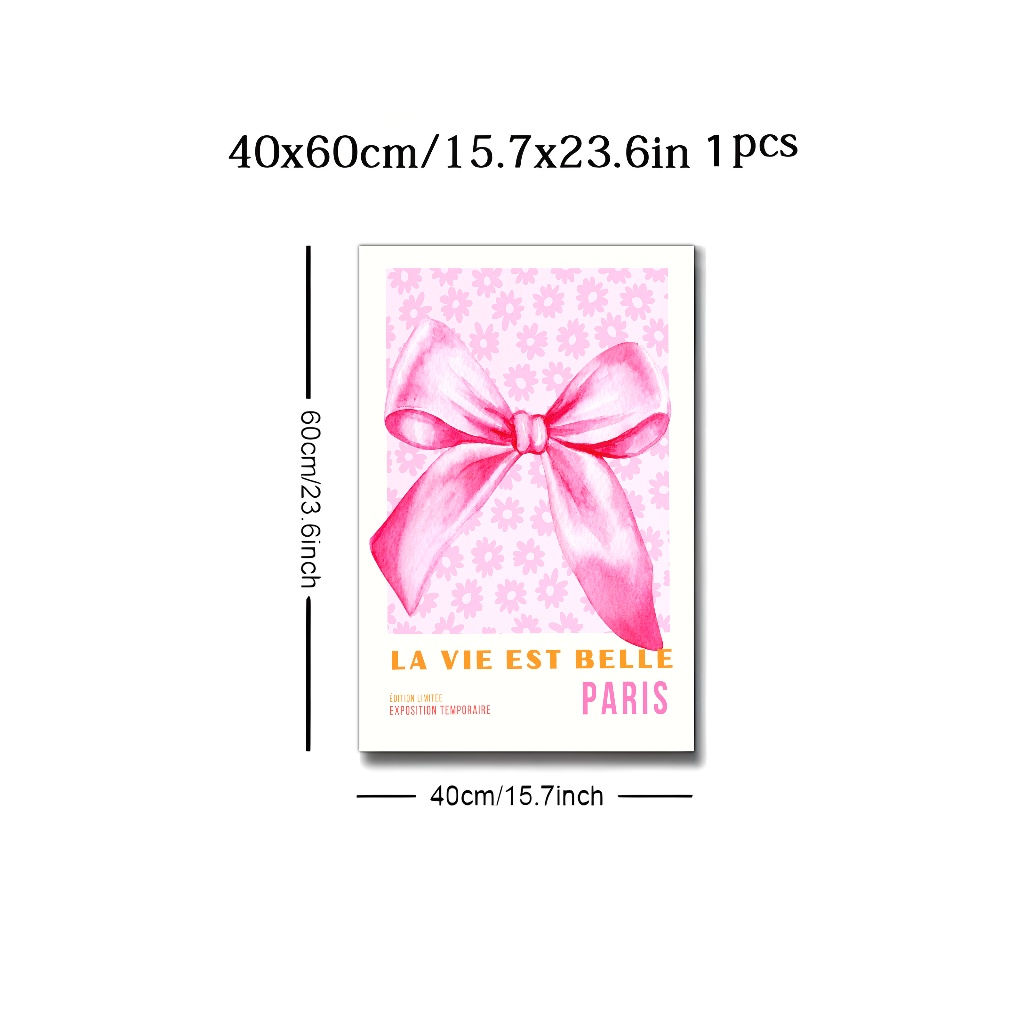 40x60cm/15.7x23.6in 1pcs
60cm/23.6inch
LA VIE EST BELLE
PARIS
ÉDITION LIMITÉE
EXPOSITION TEMPORAIRE
40cm/15.7inch